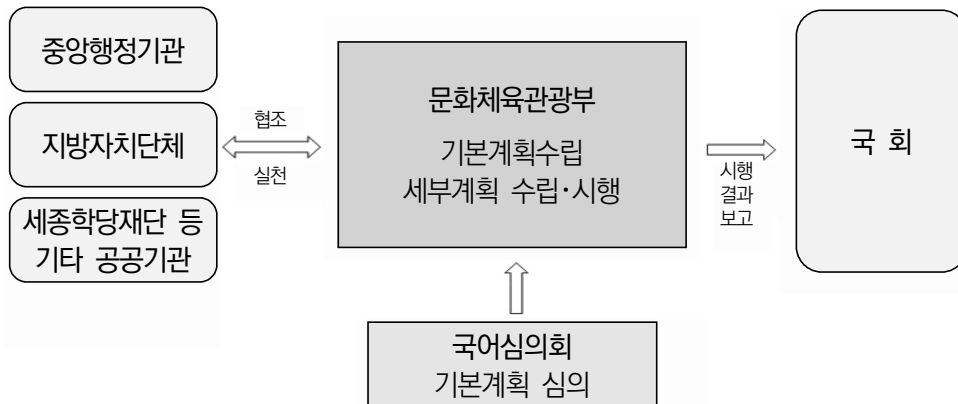 중앙행정기관
지방자치단체
세종학당재단 등
기타 공공기관
협조
실천
문화체육관광부
기본계획수립
세부계획 수립·시행
시행
결과
보고
국 회
국어심의회
기본계획 심의